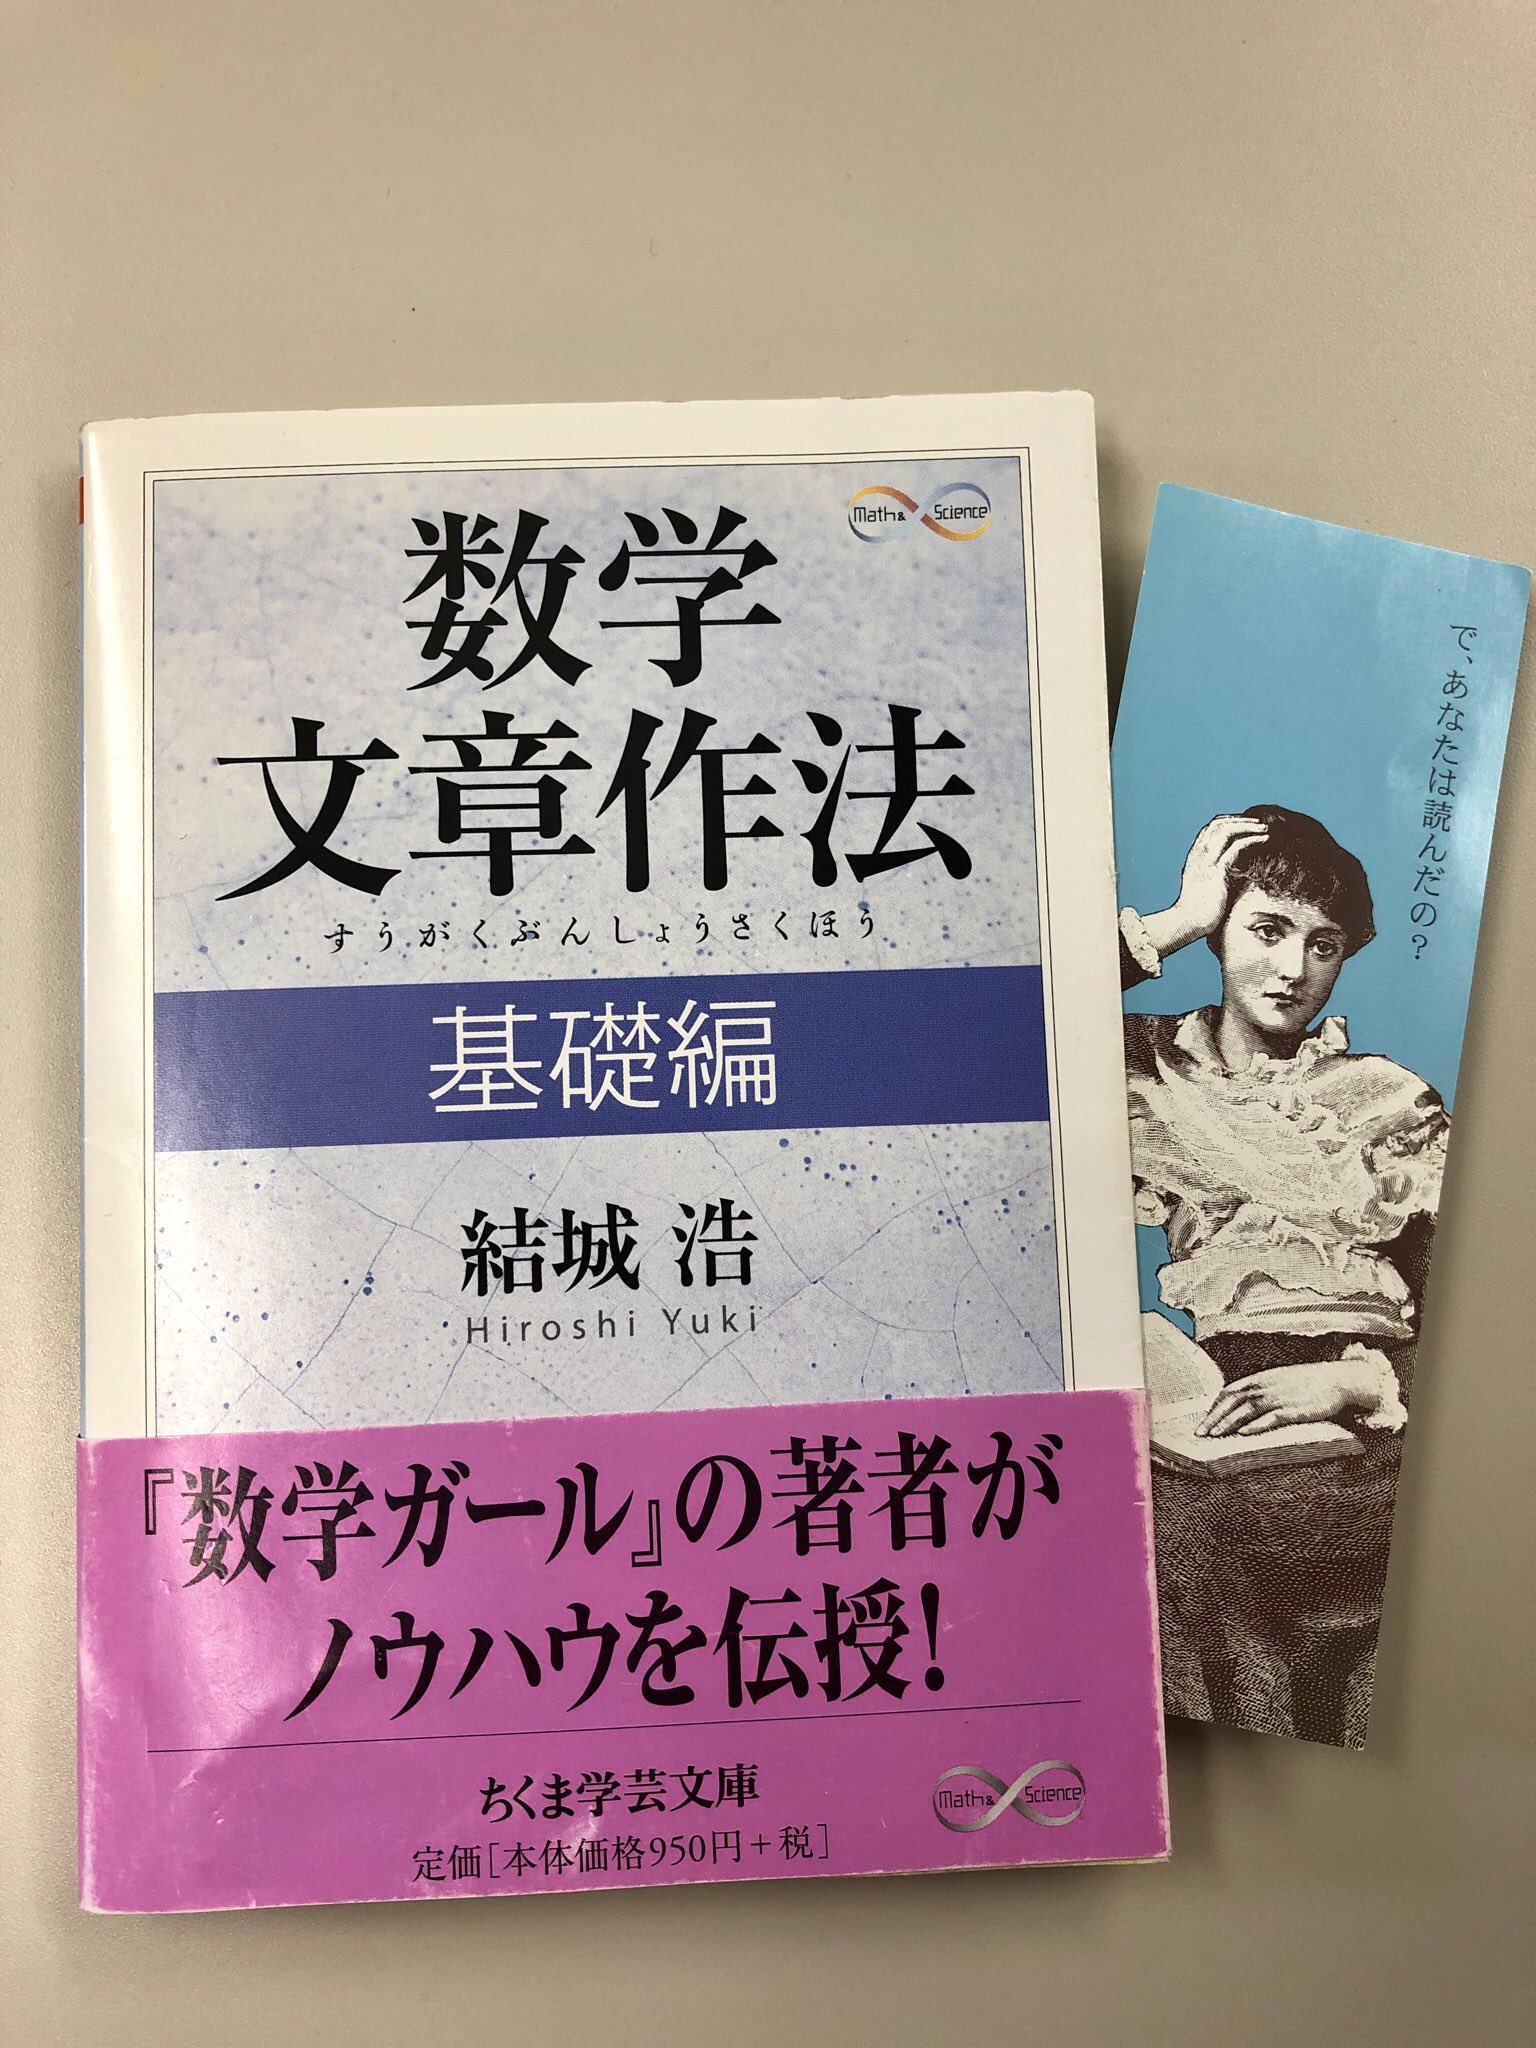 Math & Science
数学
文章作法
すうがくぶんしょうさくほう
基礎編
結城 浩
Hiroshi Yuki
『数学ガール』の著者が
ノウハウを伝授!
ちくま学芸文庫
定価[本体価格950円+税]
Math & Science
で、あなたは読んだの?